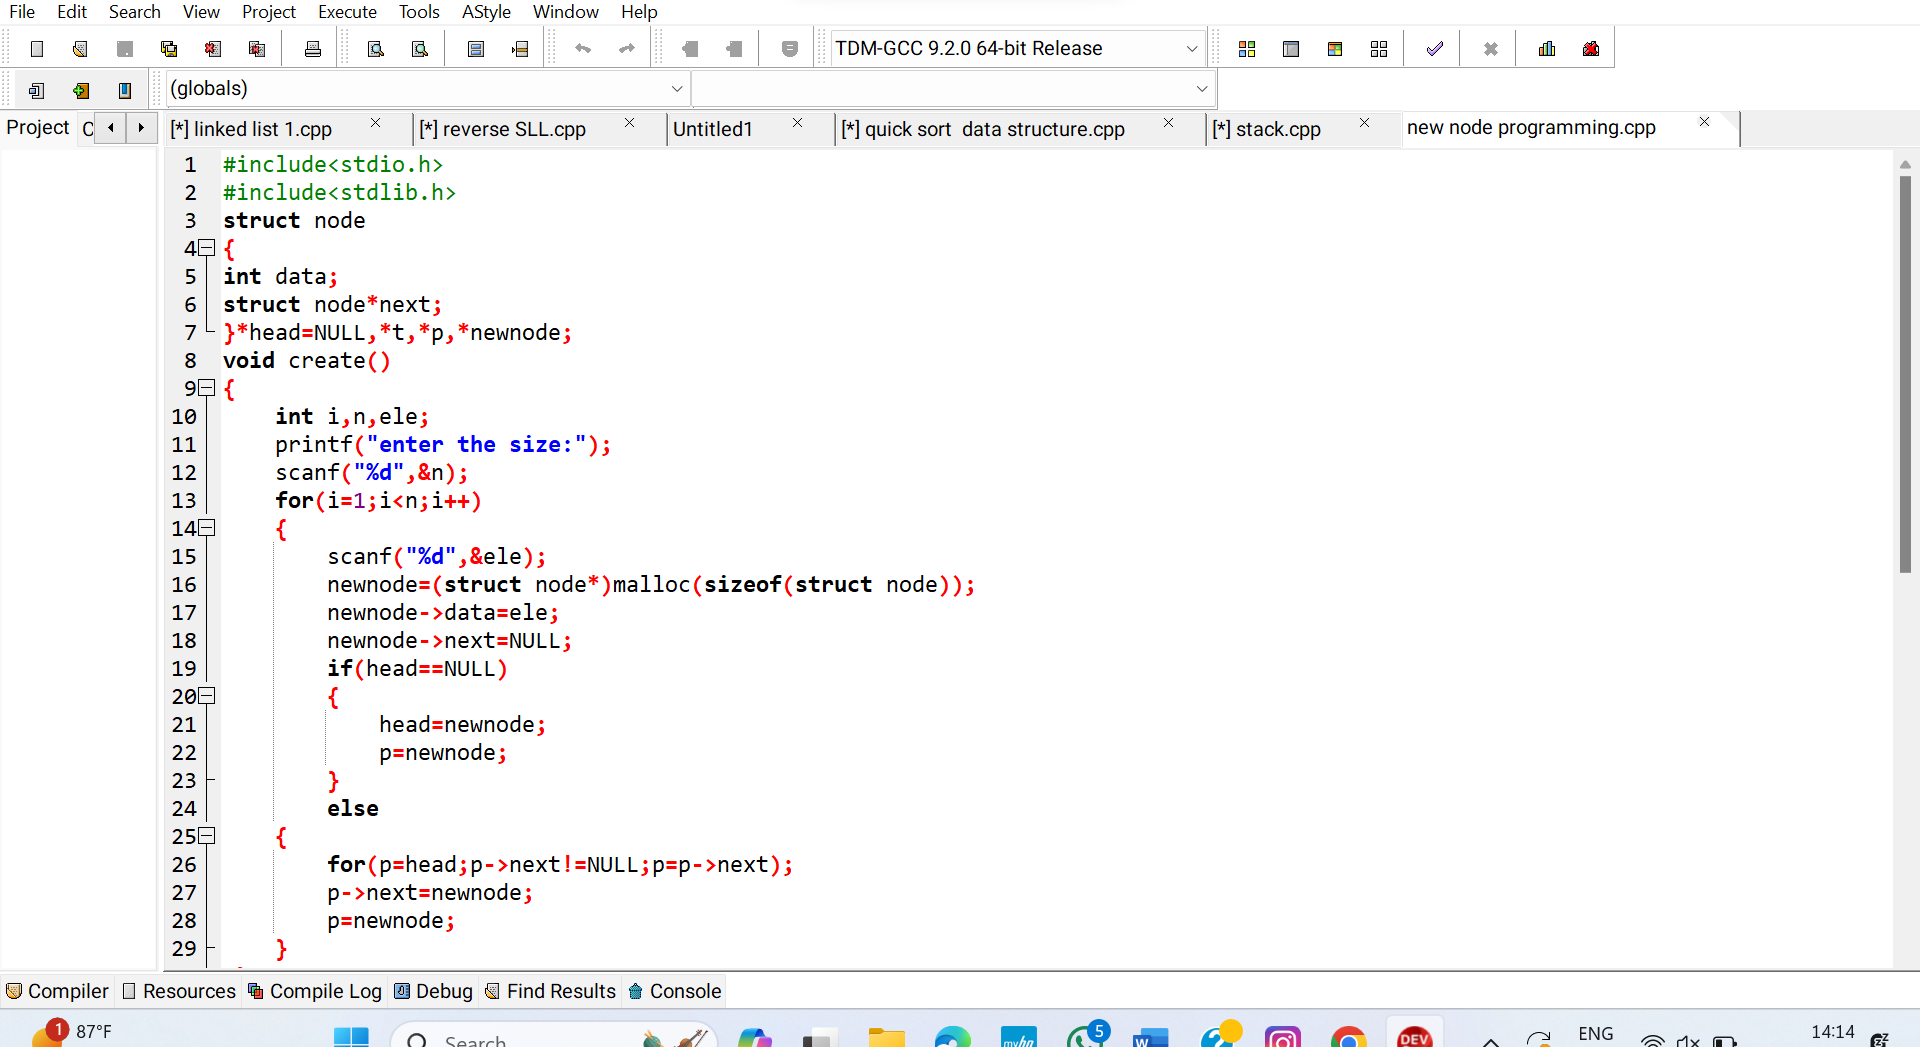 File Edit Search View Project Execute Tools AStyle Window Help
TDM-GCC 9.2.0 64-bit Release
(globals)
Project C [*] linked list 1.cpp [*] reverse SLL.cpp Untitled1 [*] quick sort data structure.cpp [*] stack.cpp new node programming.cpp
1 #include<stdio.h>
2 #include<stdlib.h>
3 struct node
4 {
5 int data;
6 struct node*next;
7 }*head=NULL,*t,*p,*newnode;
8 void create()
9 {
10 int i,n,ele;
11 printf("enter the size:");
12 scanf("%d",&n);
13 for(i=1;i<n;i++)
14 {
15 scanf("%d",&ele);
16 newnode=(struct node*)malloc(sizeof(struct node));
17 newnode->data=ele;
18 newnode->next=NULL;
19 if(head==NULL)
20 {
21 head=newnode;
22 p=newnode;
23 }
24 else
25 {
26 for(p=head;p->next!=NULL;p=p->next);
27 p->next=newnode;
28 p=newnode;
29 }
Compiler Resources Compile Log Debug Find Results Console
1 87°F Search myhp 5 W DEV ENG 14:14